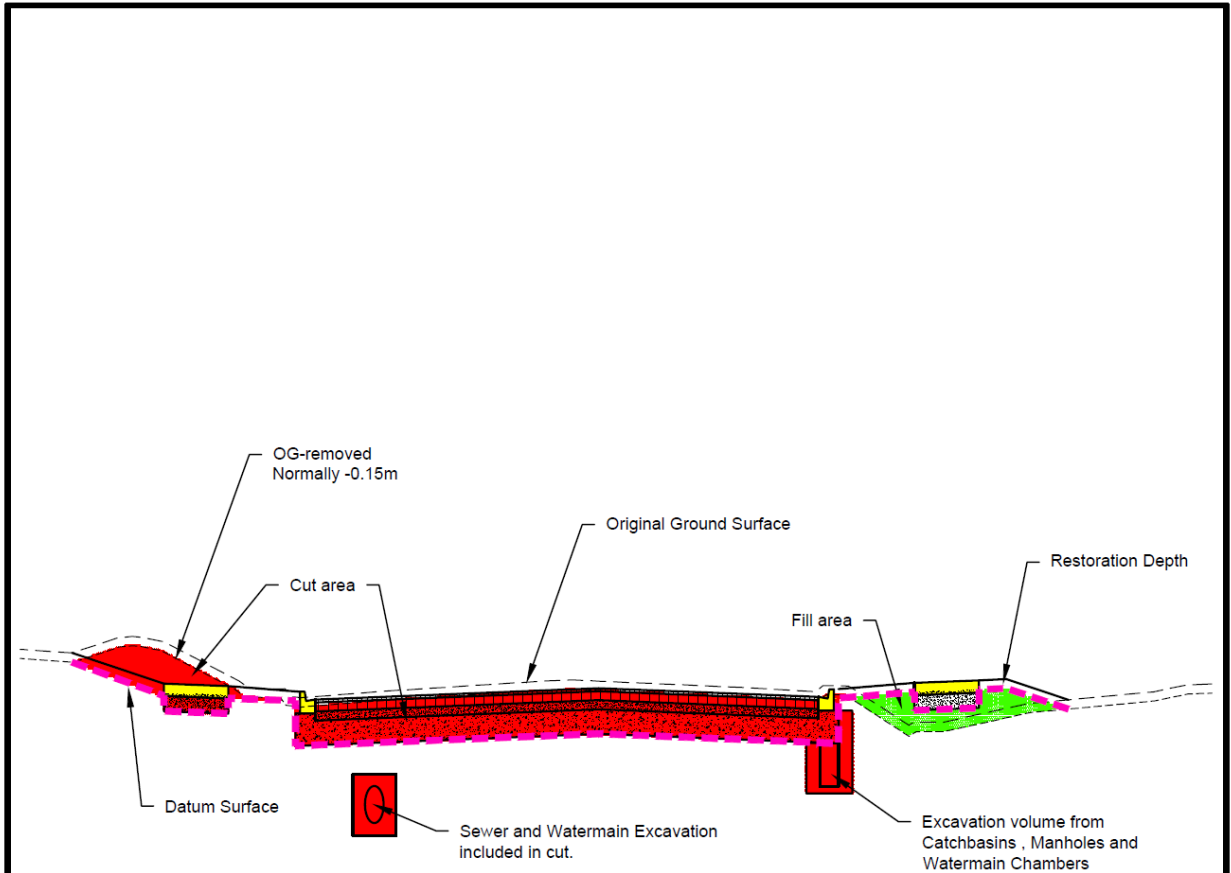 OG-removed
Normally -0.15m
Original Ground Surface
Restoration Depth
Cut area
Fill area
Datum Surface
Sewer and Watermain Excavation
included in cut.
Excavation volume from
Catchbasins , Manholes and
Watermain Chambers